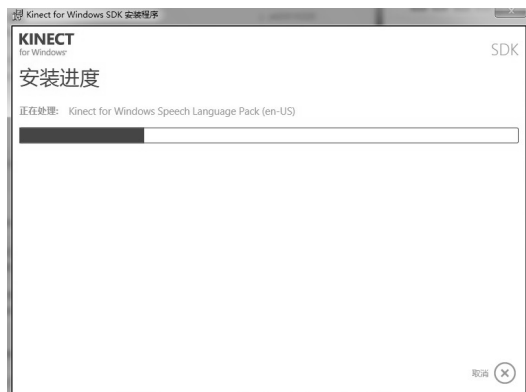 Kinect for Windows SDK 安装程序
KINECT
for Windows
SDK
安装进度
正在处理: Kinect for Windows Speech Language Pack (en-US)
取消